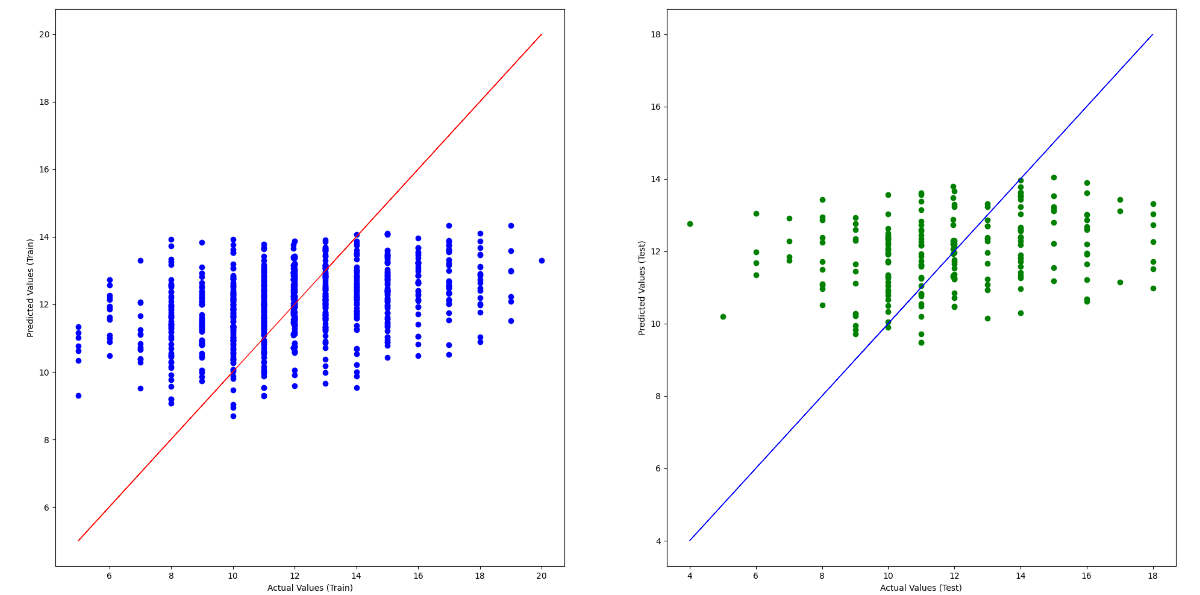 20
18
16
14
12
10
8
6
Predicted Values (Train)
6 8 10 12 14 16 18 20
Actual Values (Train)
18
16
14
12
10
8
6
4
Predicted Values (Test)
4 6 8 10 12 14 16 18
Actual Values (Test)